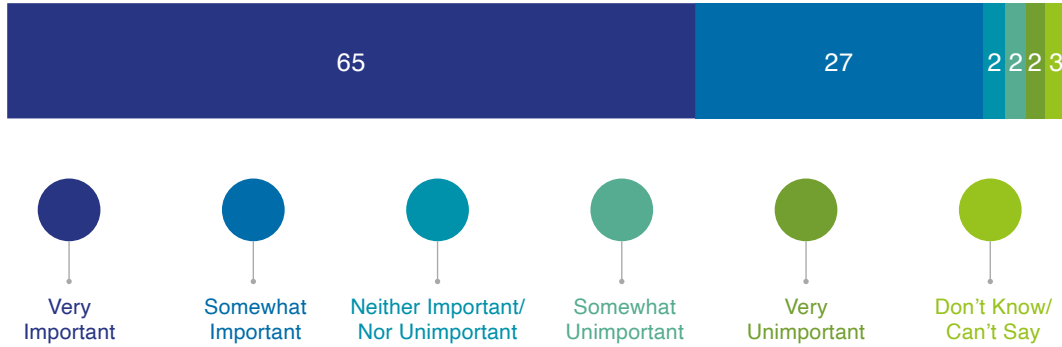 65 27 2 2 2 3
Very
Important
Somewhat
Important
Neither Important/
Nor Unimportant
Somewhat
Unimportant
Very
Unimportant
Don't Know/
Can't Say